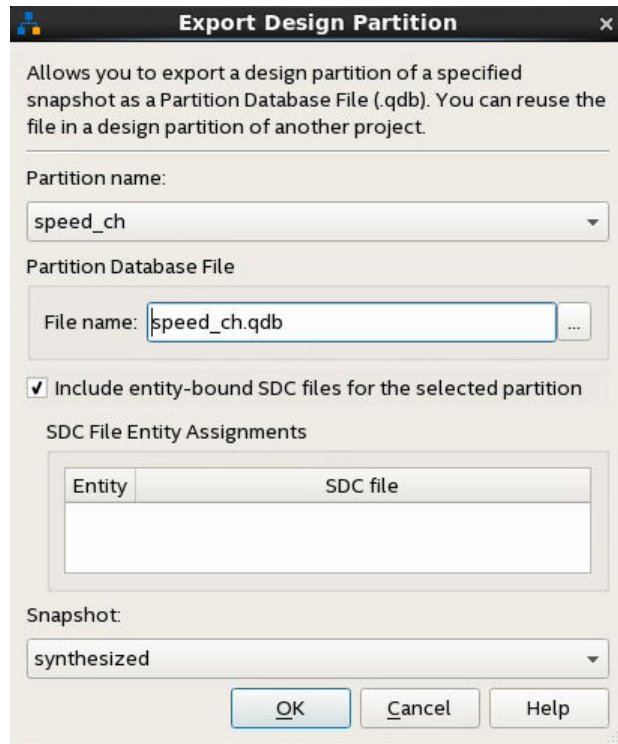 Export Design Partition
Allows you to export a design partition of a specified
snapshot as a Partition Database File (.qdb). You can reuse the
file in a design partition of another project.
Partition name:
speed_ch
Partition Database File
File name: speed_ch.qdb ...
Include entity-bound SDC files for the selected partition
SDC File Entity Assignments
Entity SDC file
Snapshot:
synthesized
OK Cancel Help